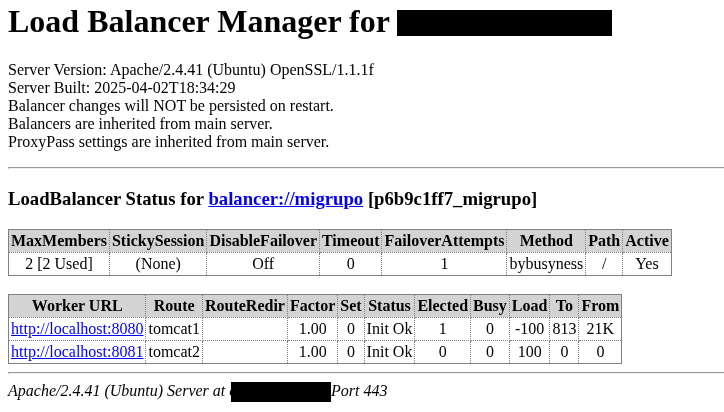 Load Balancer Manager for
Server Version: Apache/2.4.41 (Ubuntu) OpenSSL/1.1.1f
Server Built: 2025-04-02T18:34:29
Balancer changes will NOT be persisted on restart.
Balancers are inherited from main server.
ProxyPass settings are inherited from main server.
LoadBalancer Status for balancer://migrupo [p6b9c1ff7_migrupo]
MaxMembers StickySession DisableFailover Timeout FailoverAttempts Method Path Active
2 [2 Used] (None) Off 0 1 bybusyness / Yes
Worker URL Route RouteRedir Factor Set Status Elected Busy Load To From
http://localhost:8080 tomcat1 1.00 0 Init Ok 1 0 -100 813 21K
http://localhost:8081 tomcat2 1.00 0 Init Ok 0 0 100 0 0
Apache/2.4.41 (Ubuntu) Server at Port 443